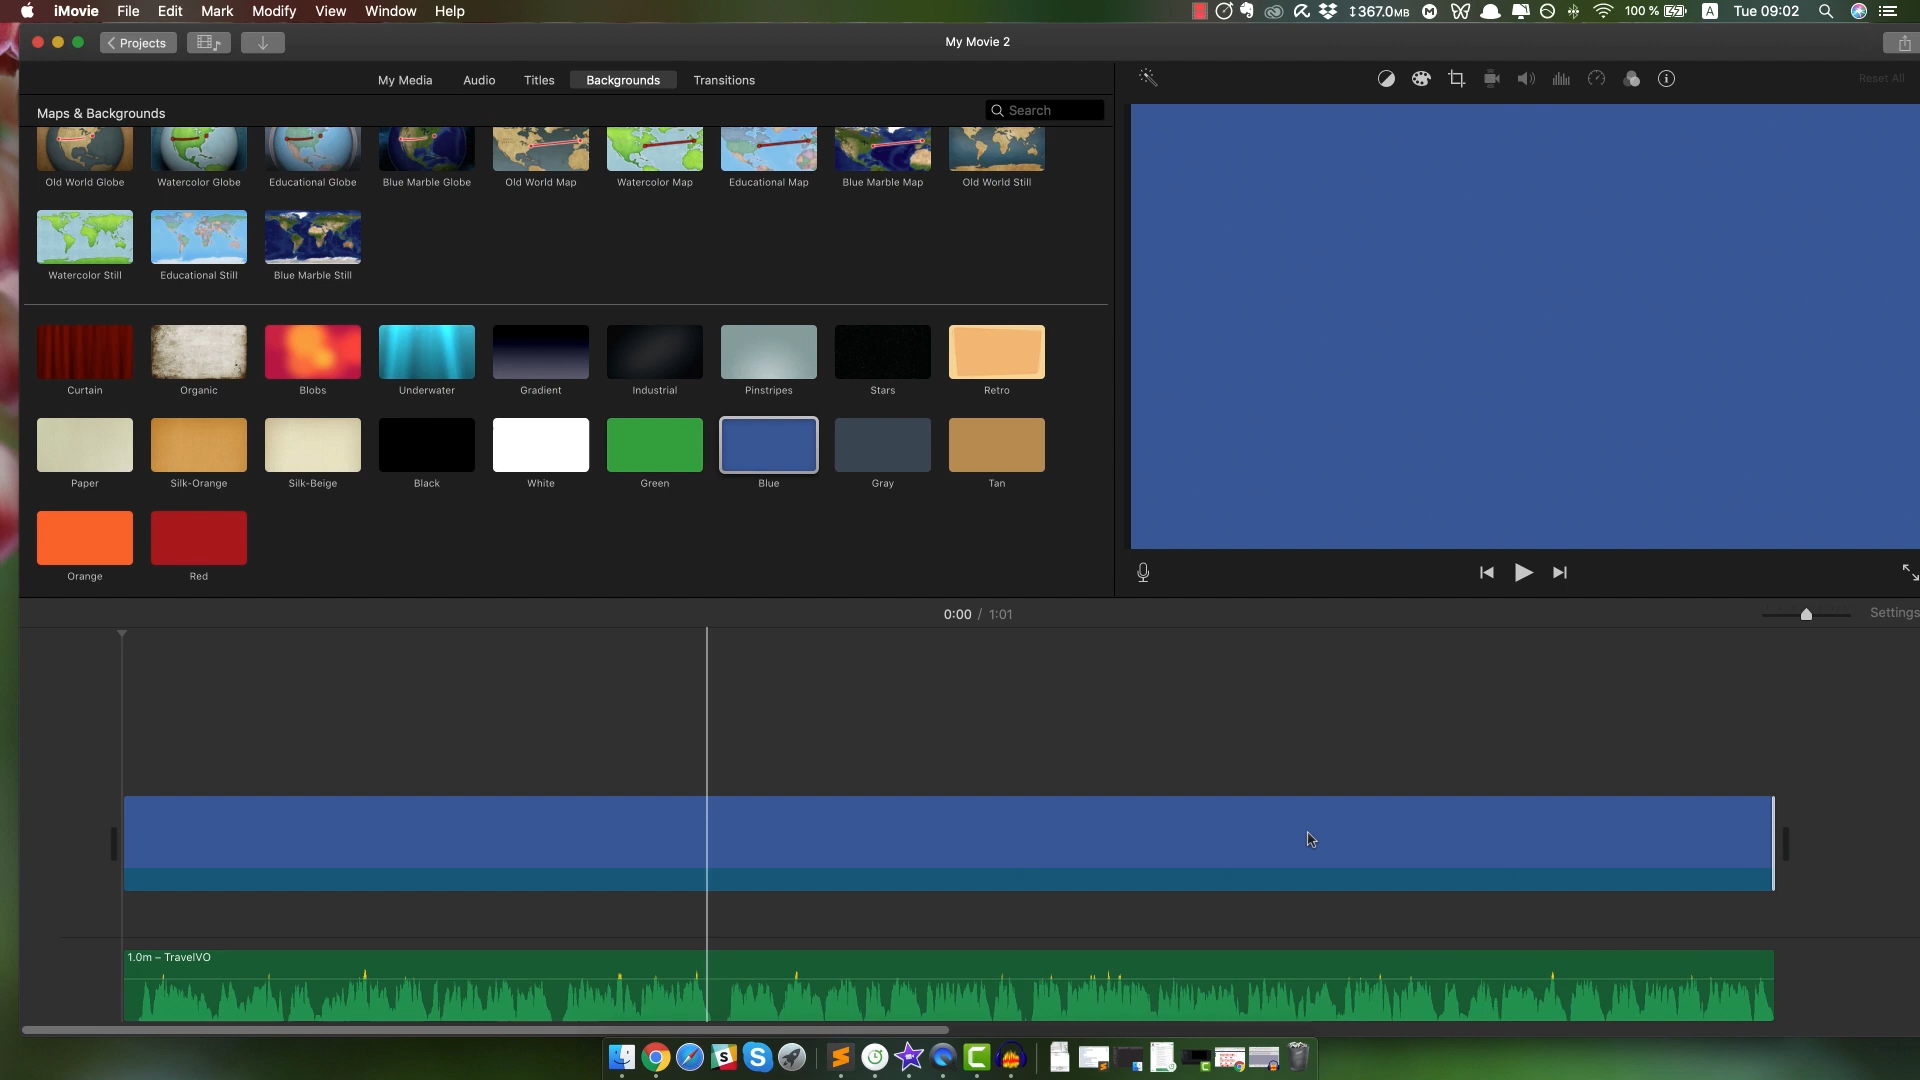 iMovie File Edit Mark Modify View Window Help 367.0MB 100 % A Tue 09:02
Projects My Movie 2
My Media Audio Titles Backgrounds Transitions Reset All
Maps & Backgrounds Search
Old World Globe Watercolor Globe Educational Globe Blue Marble Globe Old World Map Watercolor Map Educational Map Blue Marble Map Old World Still
Watercolor Still Educational Still Blue Marble Still
Curtain Organic Blobs Underwater Gradient Industrial Pinstripes Stars Retro
Paper Silk-Orange Silk-Beige Black White Green Blue Gray Tan
Orange Red
0:00 / 1:01 Settings
1.0m – TravelVO